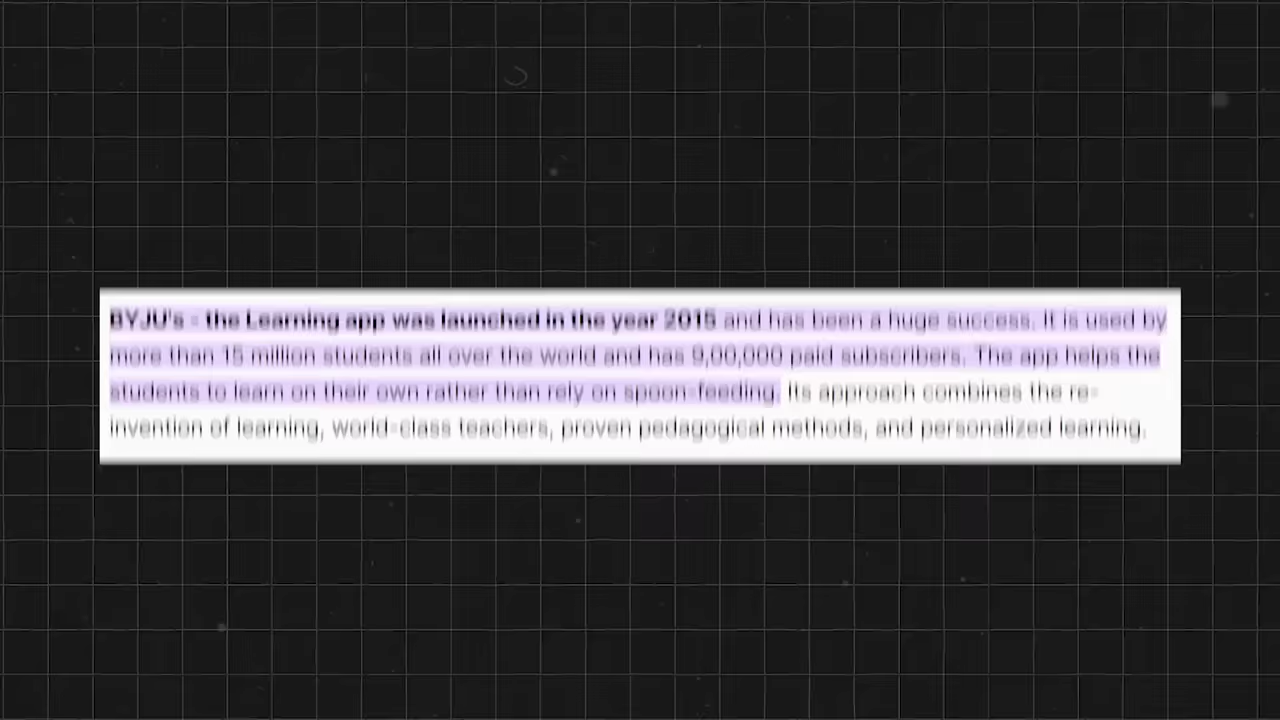 BYJU's - the Learning app was launched in the year 2015 and has been a huge success. It is used by
more than 15 million students all over the world and has 9,00,000 paid subscribers. The app helps the
students to learn on their own rather than rely on spoon-feeding. Its approach combines the re-
invention of learning, world-class teachers, proven pedagogical methods, and personalized learning.